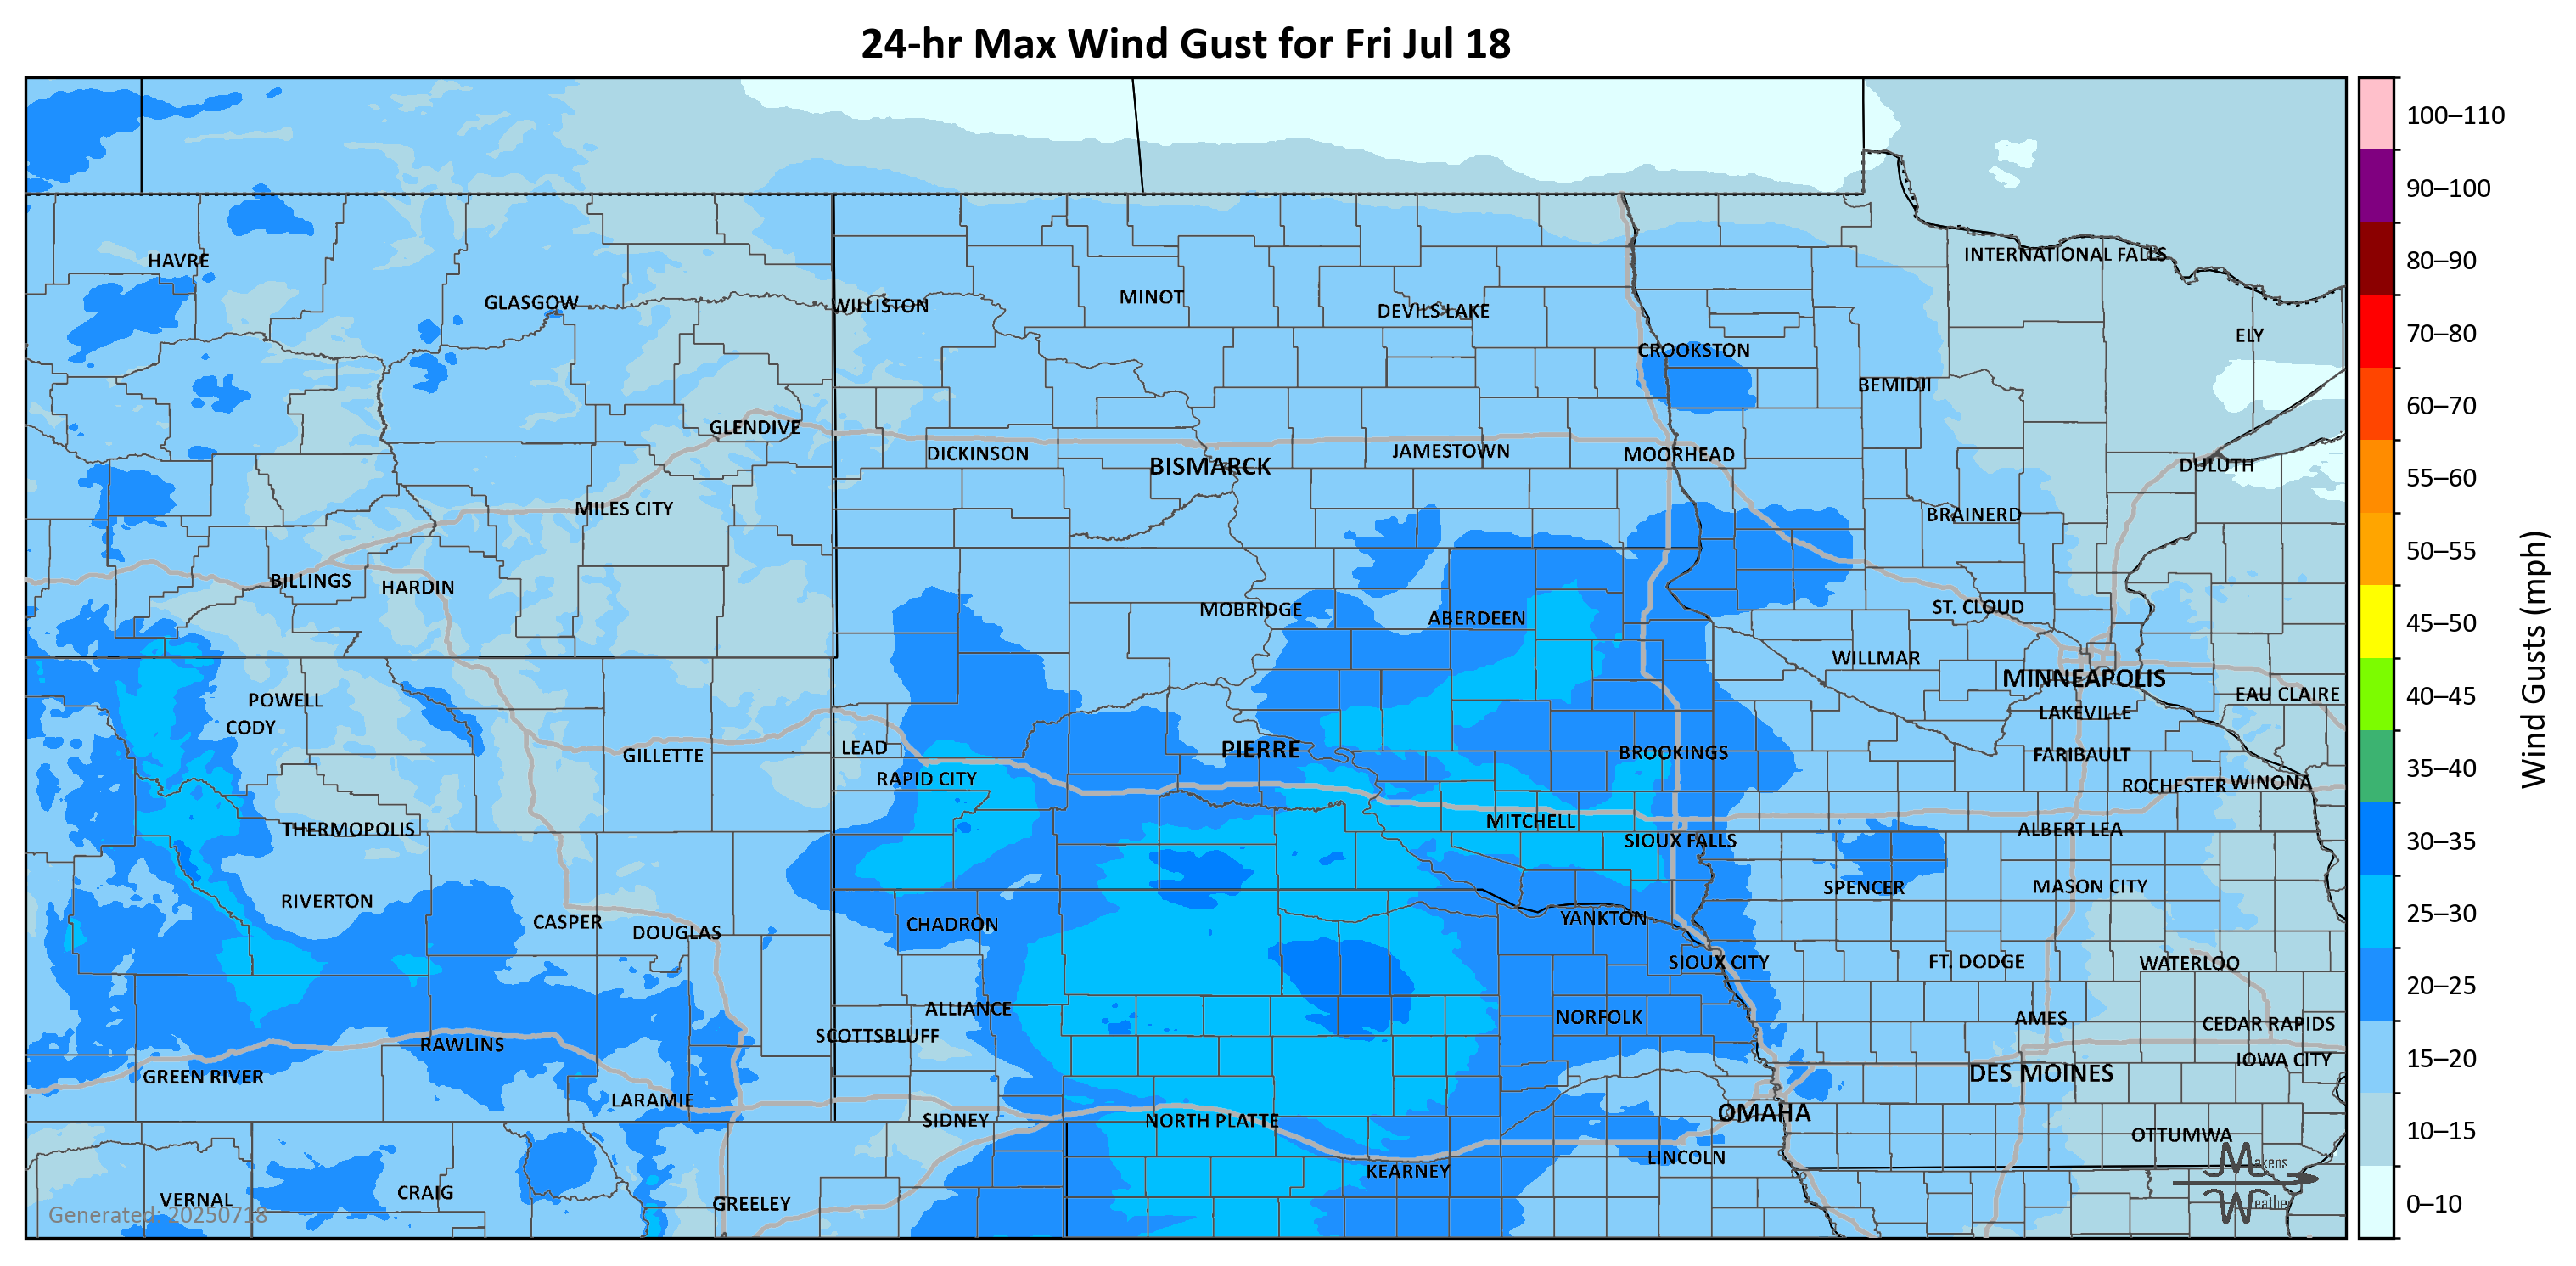 24-hr Max Wind Gust for Fri Jul 18
100–110
90–100
80–90
70–80
60–70
55–60
50–55
45–50
40–45
35–40
30–35
25–30
20–25
15–20
10–15
0–10
Wind Gusts (mph)
INTERNATIONAL FALLS
HAVRE
MINOT
GLASGOW
WILLISTON
DEVILS LAKE
ELY
CROOKSTON
BEMIDJI
GLENDIVE
DICKINSON
JAMESTOWN
MOORHEAD
BISMARCK
DULUTH
MILES CITY
BRAINERD
BILLINGS
HARDIN
MOBRIDGE
ABERDEEN
ST. CLOUD
WILLMAR
MINNEAPOLIS
POWELL
EAU CLAIRE
LAKEVILLE
CODY
GILLETTE
LEAD
PIERRE
BROOKINGS
FARIBAULT
RAPID CITY
ROCHESTER
WINONA
THERMOPOLIS
MITCHELL
ALBERT LEA
SIOUX FALLS
RIVERTON
SPENCER
MASON CITY
CASPER
DOUGLAS
CHADRON
YANKTON
SIOUX CITY
FT. DODGE
WATERLOO
ALLIANCE
NORFOLK
AMES
CEDAR RAPIDS
SCOTTSBLUFF
RAWLINS
IOWA CITY
GREEN RIVER
DES MOINES
LARAMIE
SIDNEY
NORTH PLATTE
OMAHA
OTTUMWA
KEARNEY
LINCOLN
VERNAL
CRAIG
GREELEY
Generated: 20250718
Makens
Weather